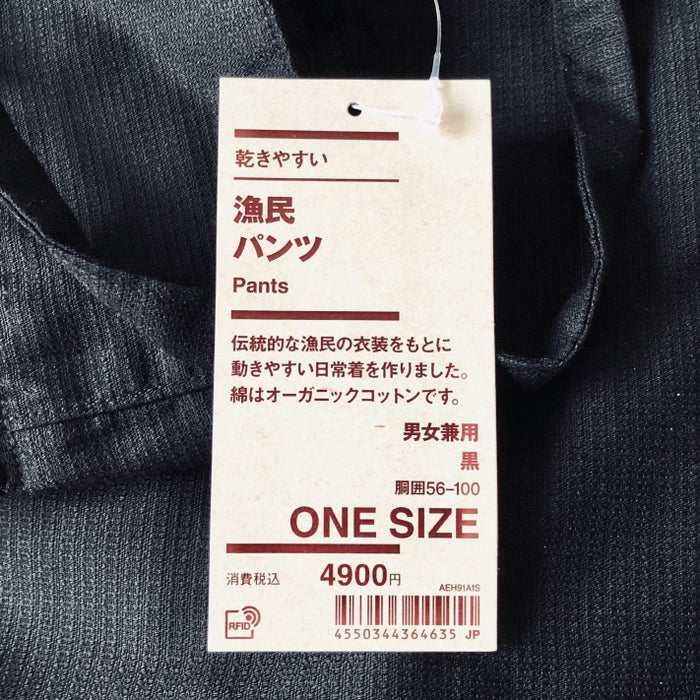 乾きやすい
漁民
パンツ
Pants
伝統的な漁民の衣装をもとに
動きやすい日常着を作りました。
綿はオーガニックコットンです。
男女兼用
黒
胴囲56–100
ONE SIZE
消費税込 4900円
AEH91A1S
4550344364635 JP
RFID